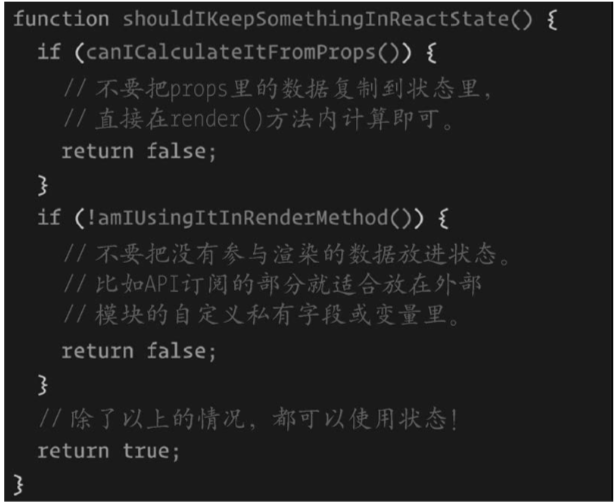 function shouldIKeepSomethingInReactState() {
if (canICalculateItFromProps()) {
// 不要把props里的数据复制到状态里，
// 直接在render()方法内计算即可。
return false;
}
if (!amIUsingItInRenderMethod()) {
// 不要把没有参与渲染的数据放进状态。
// 比如API订阅的部分就适合放在外部
// 模块的自定义私有字段或变量里。
return false;
}
// 除了以上的情况，都可以使用状态！
return true;
}